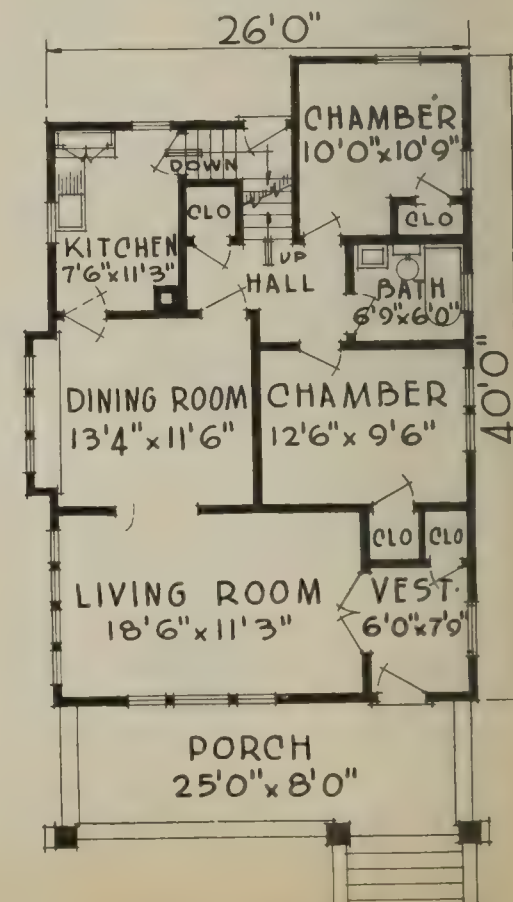 26'0"
CHAMBER
10'0"x10'9"
DOWN
CLO
CLO
KITCHEN
7'6"x11'3"
UP
HALL
BATH
6'9"x6'0"
40'0"
DINING ROOM
13'4"x11'6"
CHAMBER
12'6"x9'6"
CLO
CLO
LIVING ROOM
18'6"x11'3"
VEST.
6'0"x7'9"
PORCH
25'0"x8'0"